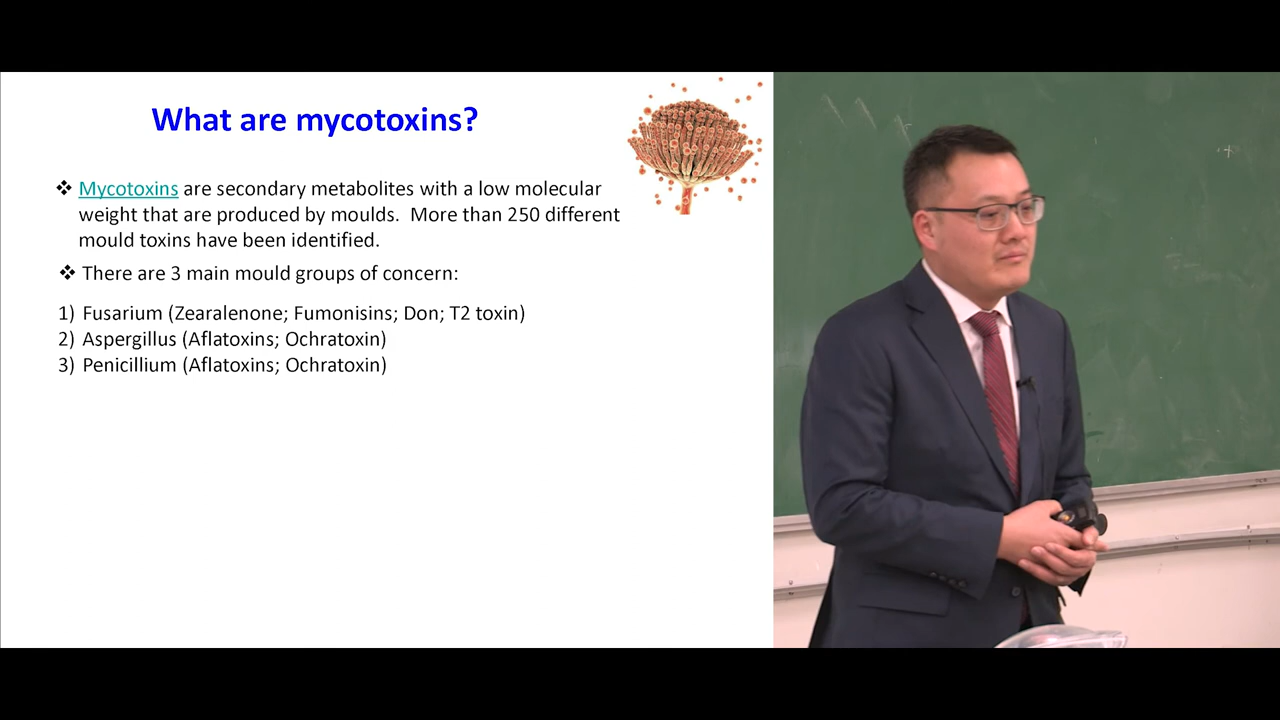 What are mycotoxins?
❖ Mycotoxins are secondary metabolites with a low molecular
weight that are produced by moulds.  More than 250 different
mould toxins have been identified.
❖ There are 3 main mould groups of concern:
1) Fusarium (Zearalenone; Fumonisins; Don; T2 toxin)
2) Aspergillus (Aflatoxins; Ochratoxin)
3) Penicillium (Aflatoxins; Ochratoxin)